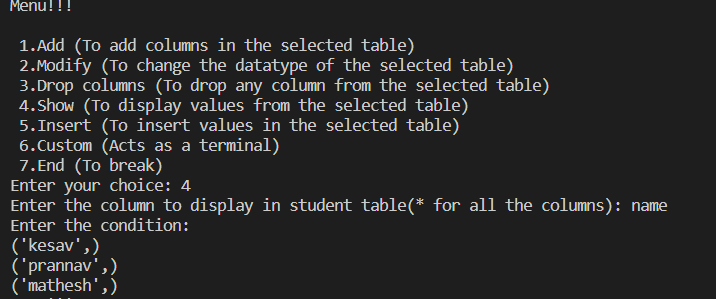 Menu!!!
1.Add (To add columns in the selected table)
2.Modify (To change the datatype of the selected table)
3.Drop columns (To drop any column from the selected table)
4.Show (To display values from the selected table)
5.Insert (To insert values in the selected table)
6.Custom (Acts as a terminal)
7.End (To break)
Enter your choice: 4
Enter the column to display in student table(* for all the columns): name
Enter the condition:
('kesav',)
('prannav',)
('mathesh',)